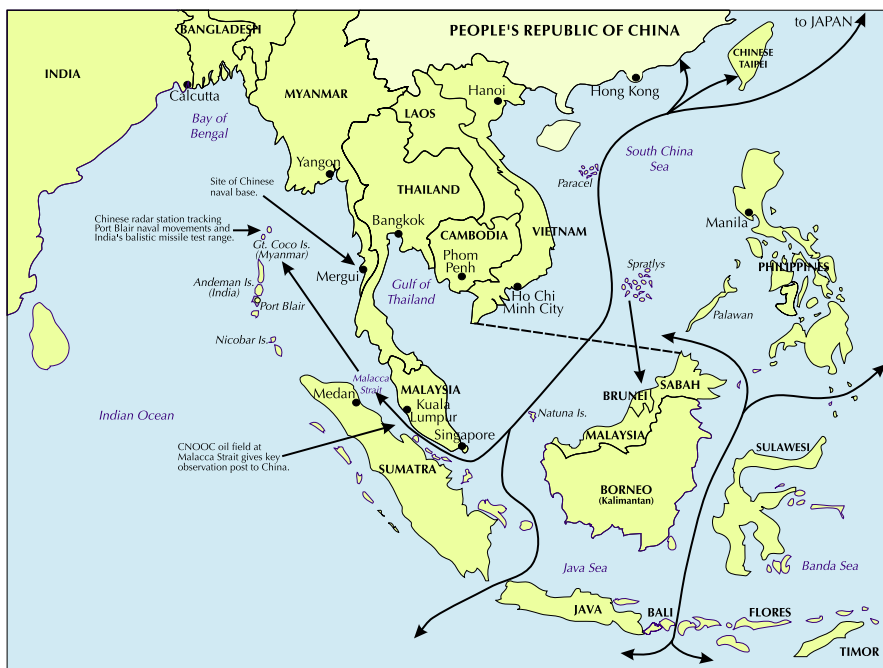 to JAPAN
PEOPLE'S REPUBLIC OF CHINA
BANGLADESH
CHINESE
TAIPEI
INDIA
Calcutta
MYANMAR
Hanoi
Hong Kong
LAOS
Bay of
Bengal
South China
Sea
Yangon
Paracel
Site of Chinese
naval base.
THAILAND
Chinese radar station tracking
Port Blair naval movements and
India's balistic missile test range.
Bangkok
Manila
CAMBODIA
VIETNAM
Gt. Coco Is.
(Myanmar)
Phom
Penh
Mergui
Spratlys
PHILIPPINES
Andeman Is.
(India)
Gulf of
Thailand
Port Blair
Ho Chi
Minh City
Palawan
Nicobar Is.
Malacca
Strait
MALAYSIA
SABAH
Medan
BRUNEI
Kuala
Lumpur
Natuna Is.
Indian Ocean
MALAYSIA
Singapore
CNOOC oil field at
Malacca Strait gives key
observation post to China.
SULAWESI
SUMATRA
BORNEO
(Kalimantan)
Java Sea
Banda Sea
JAVA
BALI
FLORES
TIMOR